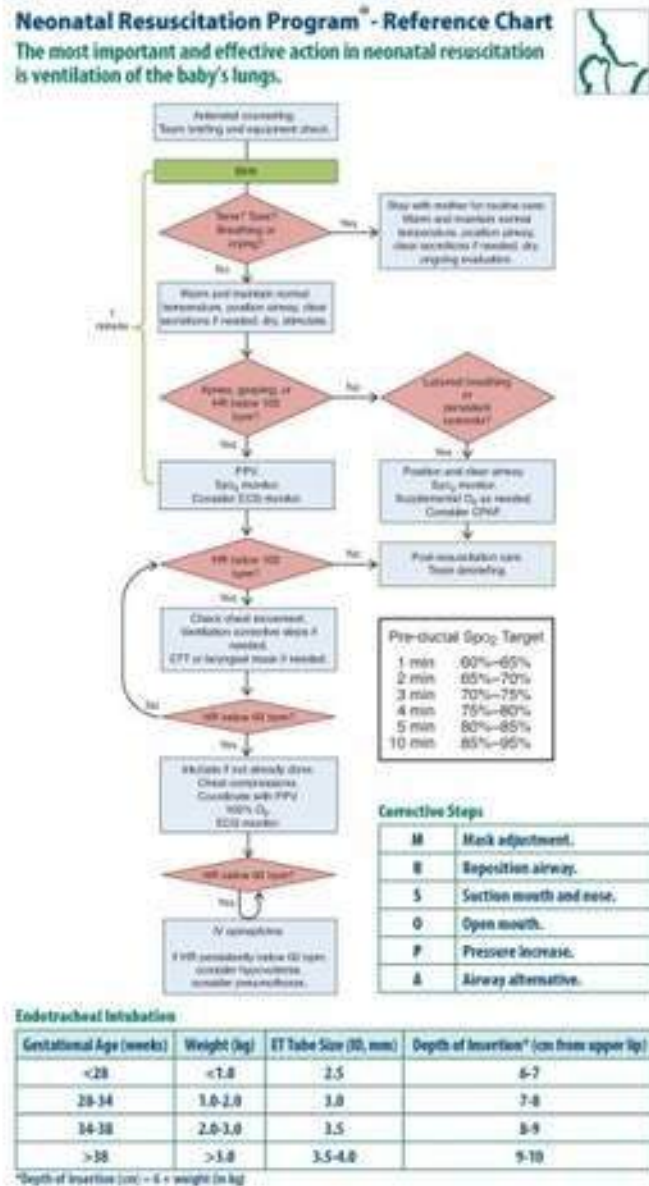 Neonatal Resuscitation Program® - Reference Chart
The most important and effective action in neonatal resuscitation
is ventilation of the baby's lungs.
Antenatal counseling
Team briefing and equipment check
Birth
Term? Tone?
Breathing or
crying?
Yes
Stay with mother for routine care:
Warm and maintain normal
temperature, position airway,
clear secretions if needed, dry,
ongoing evaluation
No
Warm and maintain normal
temperature, position airway, clear
secretions if needed, dry, stimulate
1
minute
Apnea, gasping, or
HR below 100
bpm?
No
Labored breathing
or
persistent
cyanosis?
Yes
Yes
PPV
Spo₂ monitor
Consider ECG monitor
Position and clear airway
Spo₂ monitor
Supplemental O₂ as needed
Consider CPAP
HR below 100
bpm?
No
Post-resuscitation care
Team debriefing
Yes
Check chest movement
Ventilation corrective steps if
needed
ETT or laryngeal mask if needed
No
HR below 60 bpm?
Yes
Intubate if not already done
Chest compressions
Coordinate with PPV
100% O₂
ECG monitor
HR below 60 bpm?
Yes
IV epinephrine
If HR persistently below 60 bpm
consider hypovolemia
consider pneumothorax
Pre-ductal Spo₂ Target
1 min 60%–65%
2 min 65%–70%
3 min 70%–75%
4 min 75%–80%
5 min 80%–85%
10 min 85%–95%
Corrective Steps
M Mask adjustment.
R Reposition airway.
S Suction mouth and nose.
O Open mouth.
P Pressure increase.
A Airway alternative.
Endotracheal Intubation
Gestational Age (weeks) Weight (kg) ET Tube Size (ID, mm) Depth of Insertion* (cm from upper lip)
<28 <1.0 2.5 6-7
28-34 1.0-2.0 3.0 7-8
34-38 2.0-3.0 3.5 8-9
>38 >3.0 3.5-4.0 9-10
*Depth of Insertion (cm) = 6 + weight (in kg)